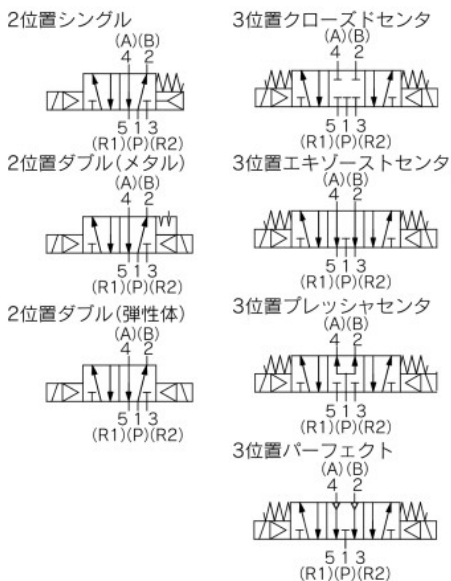 2位置シングル
(A)(B)
4 2
5 1 3
(R1)(P)(R2)
2位置ダブル(メタル)
(A)(B)
4 2
5 1 3
(R1)(P)(R2)
2位置ダブル(弾性体)
(A)(B)
4 2
5 1 3
(R1)(P)(R2)
3位置クローズドセンタ
(A)(B)
4 2
5 1 3
(R1)(P)(R2)
3位置エキゾーストセンタ
(A)(B)
4 2
5 1 3
(R1)(P)(R2)
3位置プレッシャセンタ
(A)(B)
4 2
5 1 3
(R1)(P)(R2)
3位置パーフェクト
(A)(B)
4 2
5 1 3
(R1)(P)(R2)